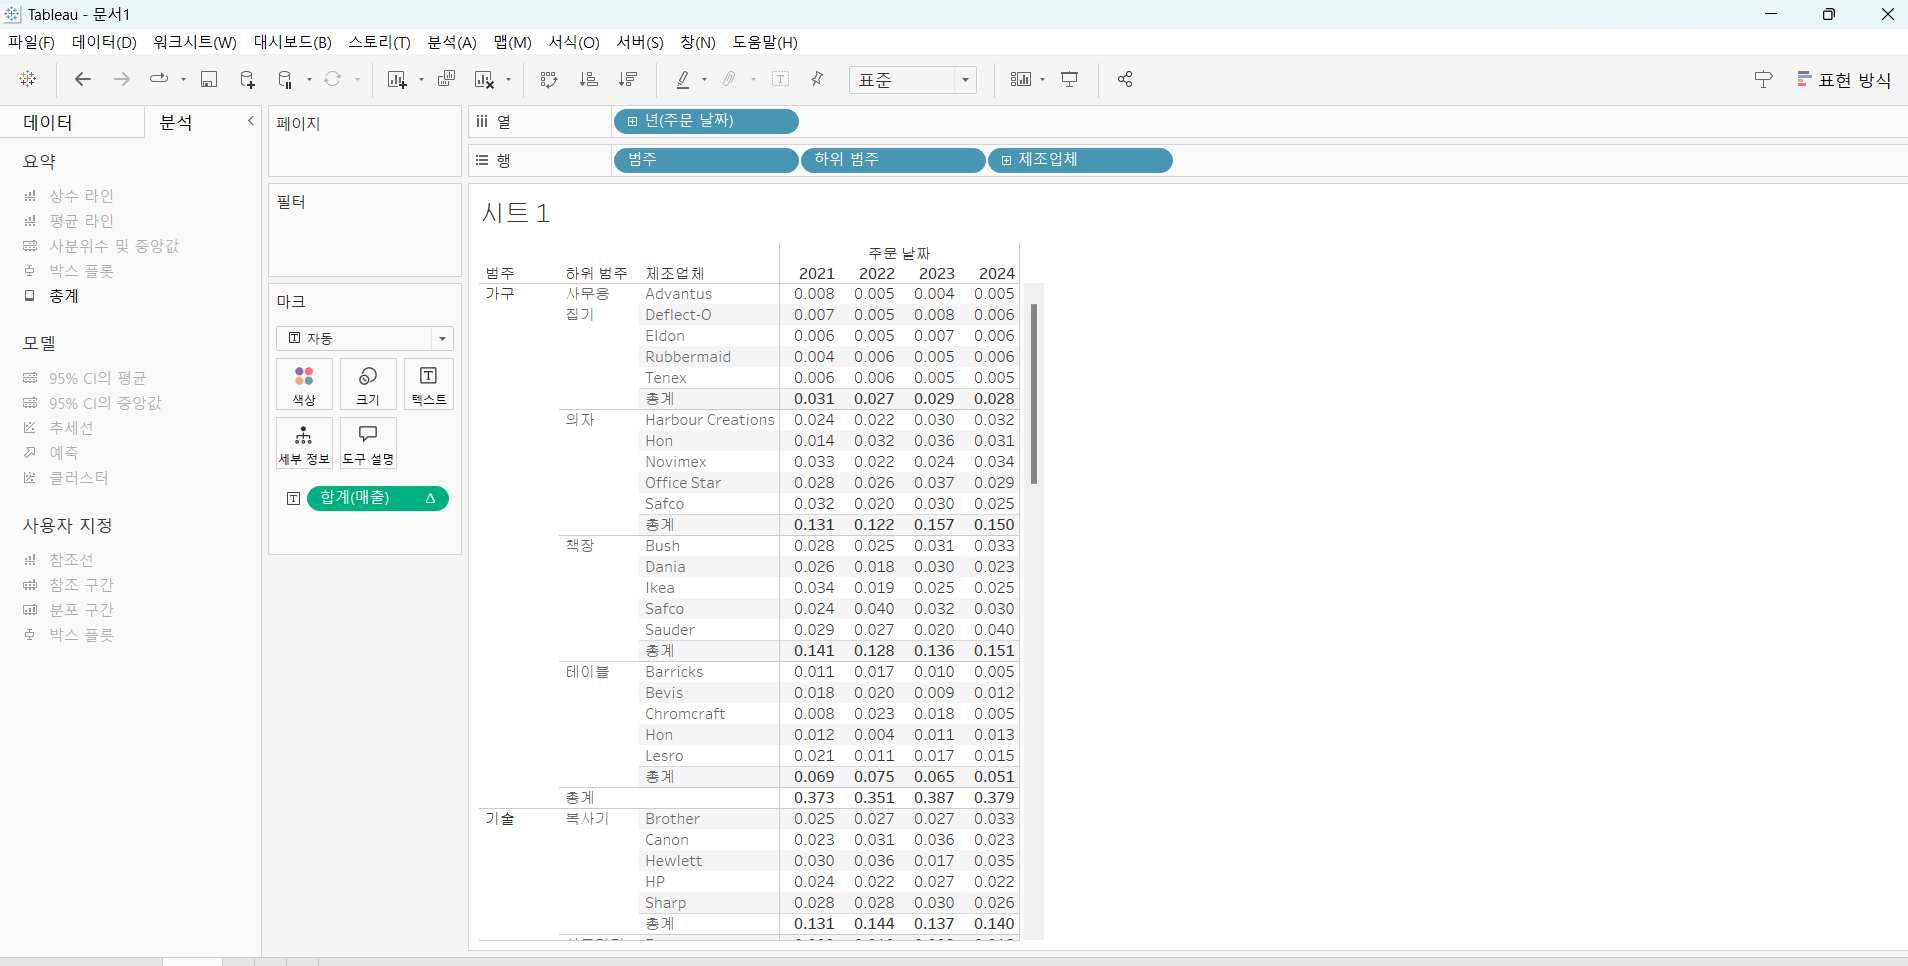 Tableau - 문서1
파일(F) 데이터(D) 워크시트(W) 대시보드(B) 스토리(T) 분석(A) 맵(M) 서식(O) 서버(S) 창(N) 도움말(H)
표준
표현 방식
데이터 분석
요약
상수 라인
평균 라인
사분위수 및 중앙값
박스 플롯
총계
모델
95% CI의 평균
95% CI의 중앙값
추세선
예측
클러스터
사용자 지정
참조선
참조 구간
분포 구간
박스 플롯
페이지
필터
마크
자동
색상 크기 텍스트
세부 정보 도구 설명
합계(매출) Δ
열 년(주문 날짜)
행 범주 하위 범주 제조업체
시트 1
주문 날짜
범주 하위 범주 제조업체 2021 2022 2023 2024
가구 사무용 Advantus 0.008 0.005 0.004 0.005
집기 Deflect-O 0.007 0.005 0.008 0.006
Eldon 0.006 0.005 0.007 0.006
Rubbermaid 0.004 0.006 0.005 0.006
Tenex 0.006 0.006 0.005 0.005
총계 0.031 0.027 0.029 0.028
의자 Harbour Creations 0.024 0.022 0.030 0.032
Hon 0.014 0.032 0.036 0.031
Novimex 0.033 0.022 0.024 0.034
Office Star 0.028 0.026 0.037 0.029
Safco 0.032 0.020 0.030 0.025
총계 0.131 0.122 0.157 0.150
책장 Bush 0.028 0.025 0.031 0.033
Dania 0.026 0.018 0.030 0.023
Ikea 0.034 0.019 0.025 0.025
Safco 0.024 0.040 0.032 0.030
Sauder 0.029 0.027 0.020 0.040
총계 0.141 0.128 0.136 0.151
테이블 Barricks 0.011 0.017 0.010 0.005
Bevis 0.018 0.020 0.009 0.012
Chromcraft 0.008 0.023 0.018 0.005
Hon 0.012 0.004 0.011 0.013
Lesro 0.021 0.011 0.017 0.015
총계 0.069 0.075 0.065 0.051
총계 0.373 0.351 0.387 0.379
기술 복사기 Brother 0.025 0.027 0.027 0.033
Canon 0.023 0.031 0.036 0.023
Hewlett 0.030 0.036 0.017 0.035
HP 0.024 0.022 0.027 0.022
Sharp 0.028 0.028 0.030 0.026
총계 0.131 0.144 0.137 0.140